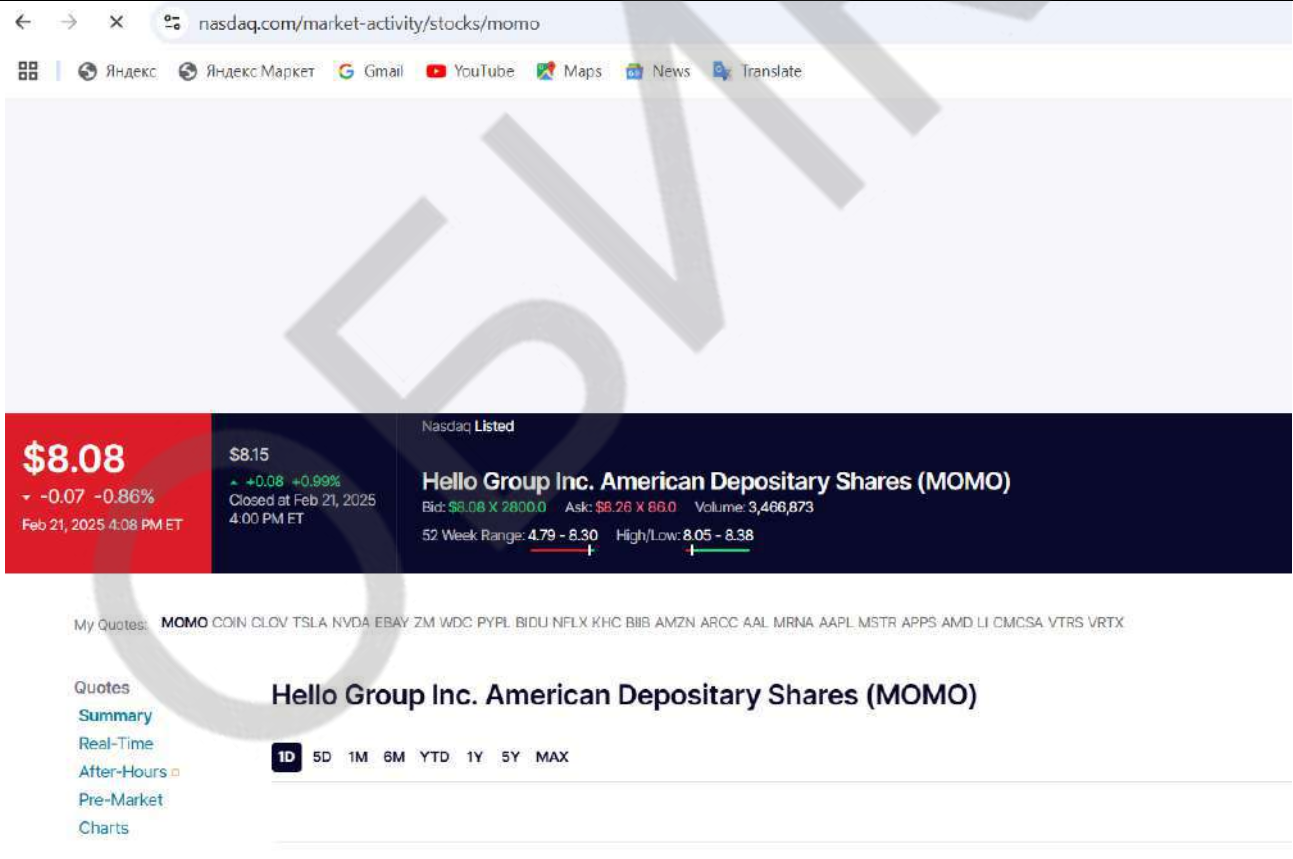 nasdaq.com/market-activity/stocks/momo
Яндекс Яндекс Маркет Gmail YouTube Maps News Translate
$8.08
-0.07 -0.86%
Feb 21, 2025 4:08 PM ET
$8.15
+0.08 +0.99%
Closed at Feb 21, 2025
4:00 PM ET
Nasdaq Listed
Hello Group Inc. American Depositary Shares (MOMO)
Bid: $8.08 X 2800.0 Ask: $8.26 X 86.0 Volume: 3,466,873
52 Week Range: 4.79 - 8.30 High/Low: 8.05 - 8.38
My Quotes: MOMO COIN CLOV TSLA NVDA EBAY ZM WDC PYPL BIDU NFLX KHC BIIB AMZN ARCC AAL MRNA AAPL MSTR APPS AMD LI CMCSA VTRS VRTX
Quotes
Summary
Real-Time
After-Hours
Pre-Market
Charts
Hello Group Inc. American Depositary Shares (MOMO)
1D 5D 1M 6M YTD 1Y 5Y MAX